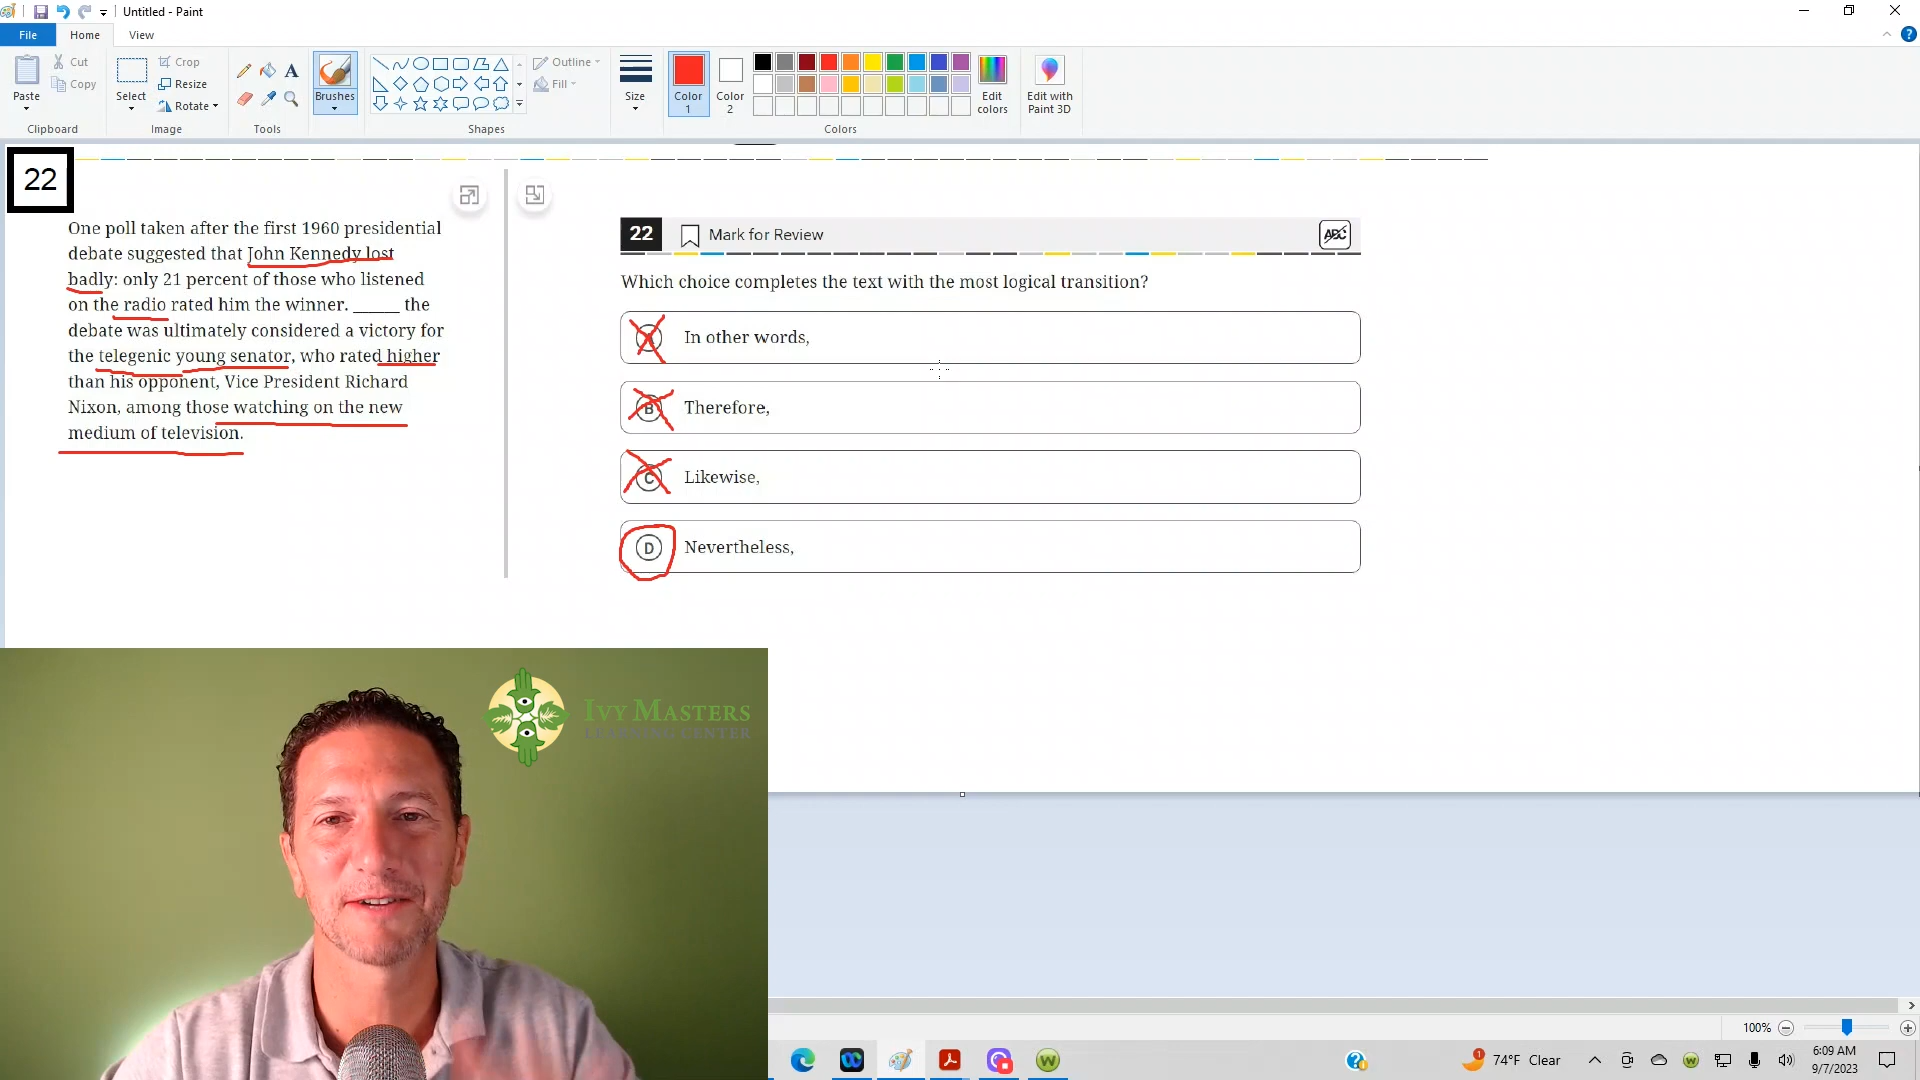 Untitled - Paint
File
Home
View
Paste
Cut
Copy
Clipboard
Select
Crop
Resize
Rotate
Image
A
Tools
Brushes
Shapes
Outline
Fill
Size
Color 1
Color 2
Edit colors
Colors
Edit with Paint 3D
22
One poll taken after the first 1960 presidential
debate suggested that John Kennedy lost
badly: only 21 percent of those who listened
on the radio rated him the winner. ______ the
debate was ultimately considered a victory for
the telegenic young senator, who rated higher
than his opponent, Vice President Richard
Nixon, among those watching on the new
medium of television.
22 Mark for Review ABC
Which choice completes the text with the most logical transition?
In other words,
B Therefore,
C Likewise,
D Nevertheless,
IVY MASTERS
LEARNING CENTER
100%
74°F Clear
6:09 AM
9/7/2023